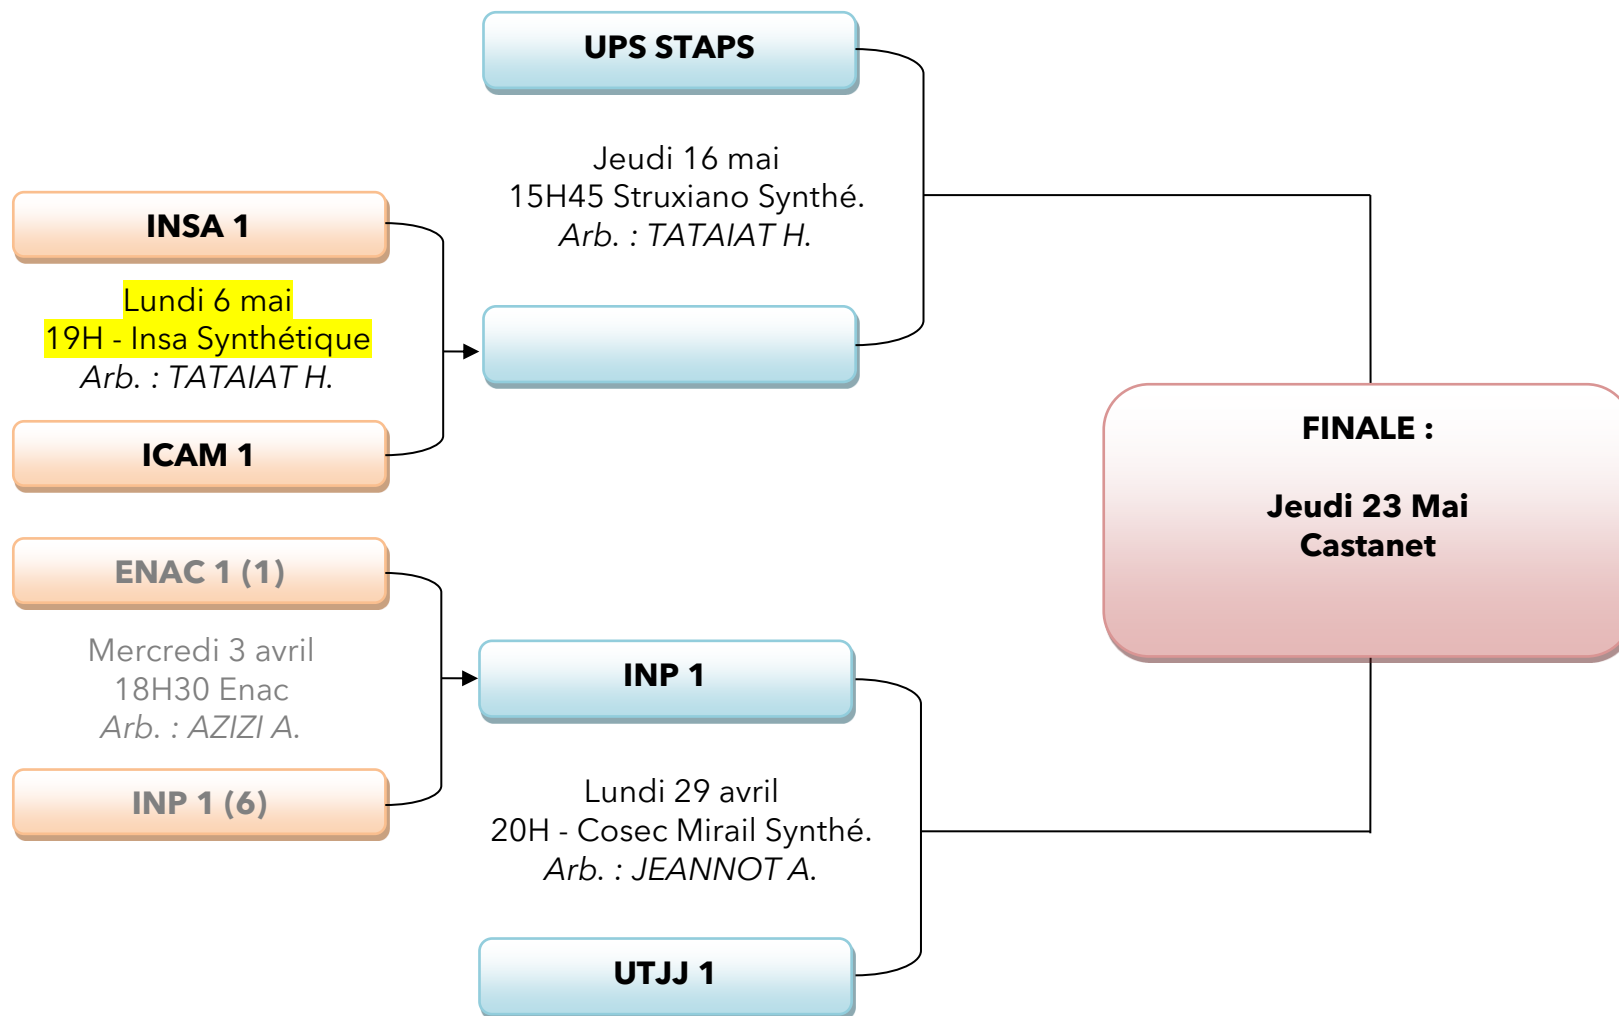 UPS STAPS
Jeudi 16 mai
15H45 Struxiano Synthé.
Arb. : TATAIAT H.
INSA 1
Lundi 6 mai
19H - Insa Synthétique
Arb. : TATAIAT H.
ICAM 1
FINALE :
Jeudi 23 Mai
Castanet
ENAC 1 (1)
Mercredi 3 avril
18H30 Enac
Arb. : AZIZI A.
INP 1 (6)
INP 1
Lundi 29 avril
20H - Cosec Mirail Synthé.
Arb. : JEANNOT A.
UTJJ 1